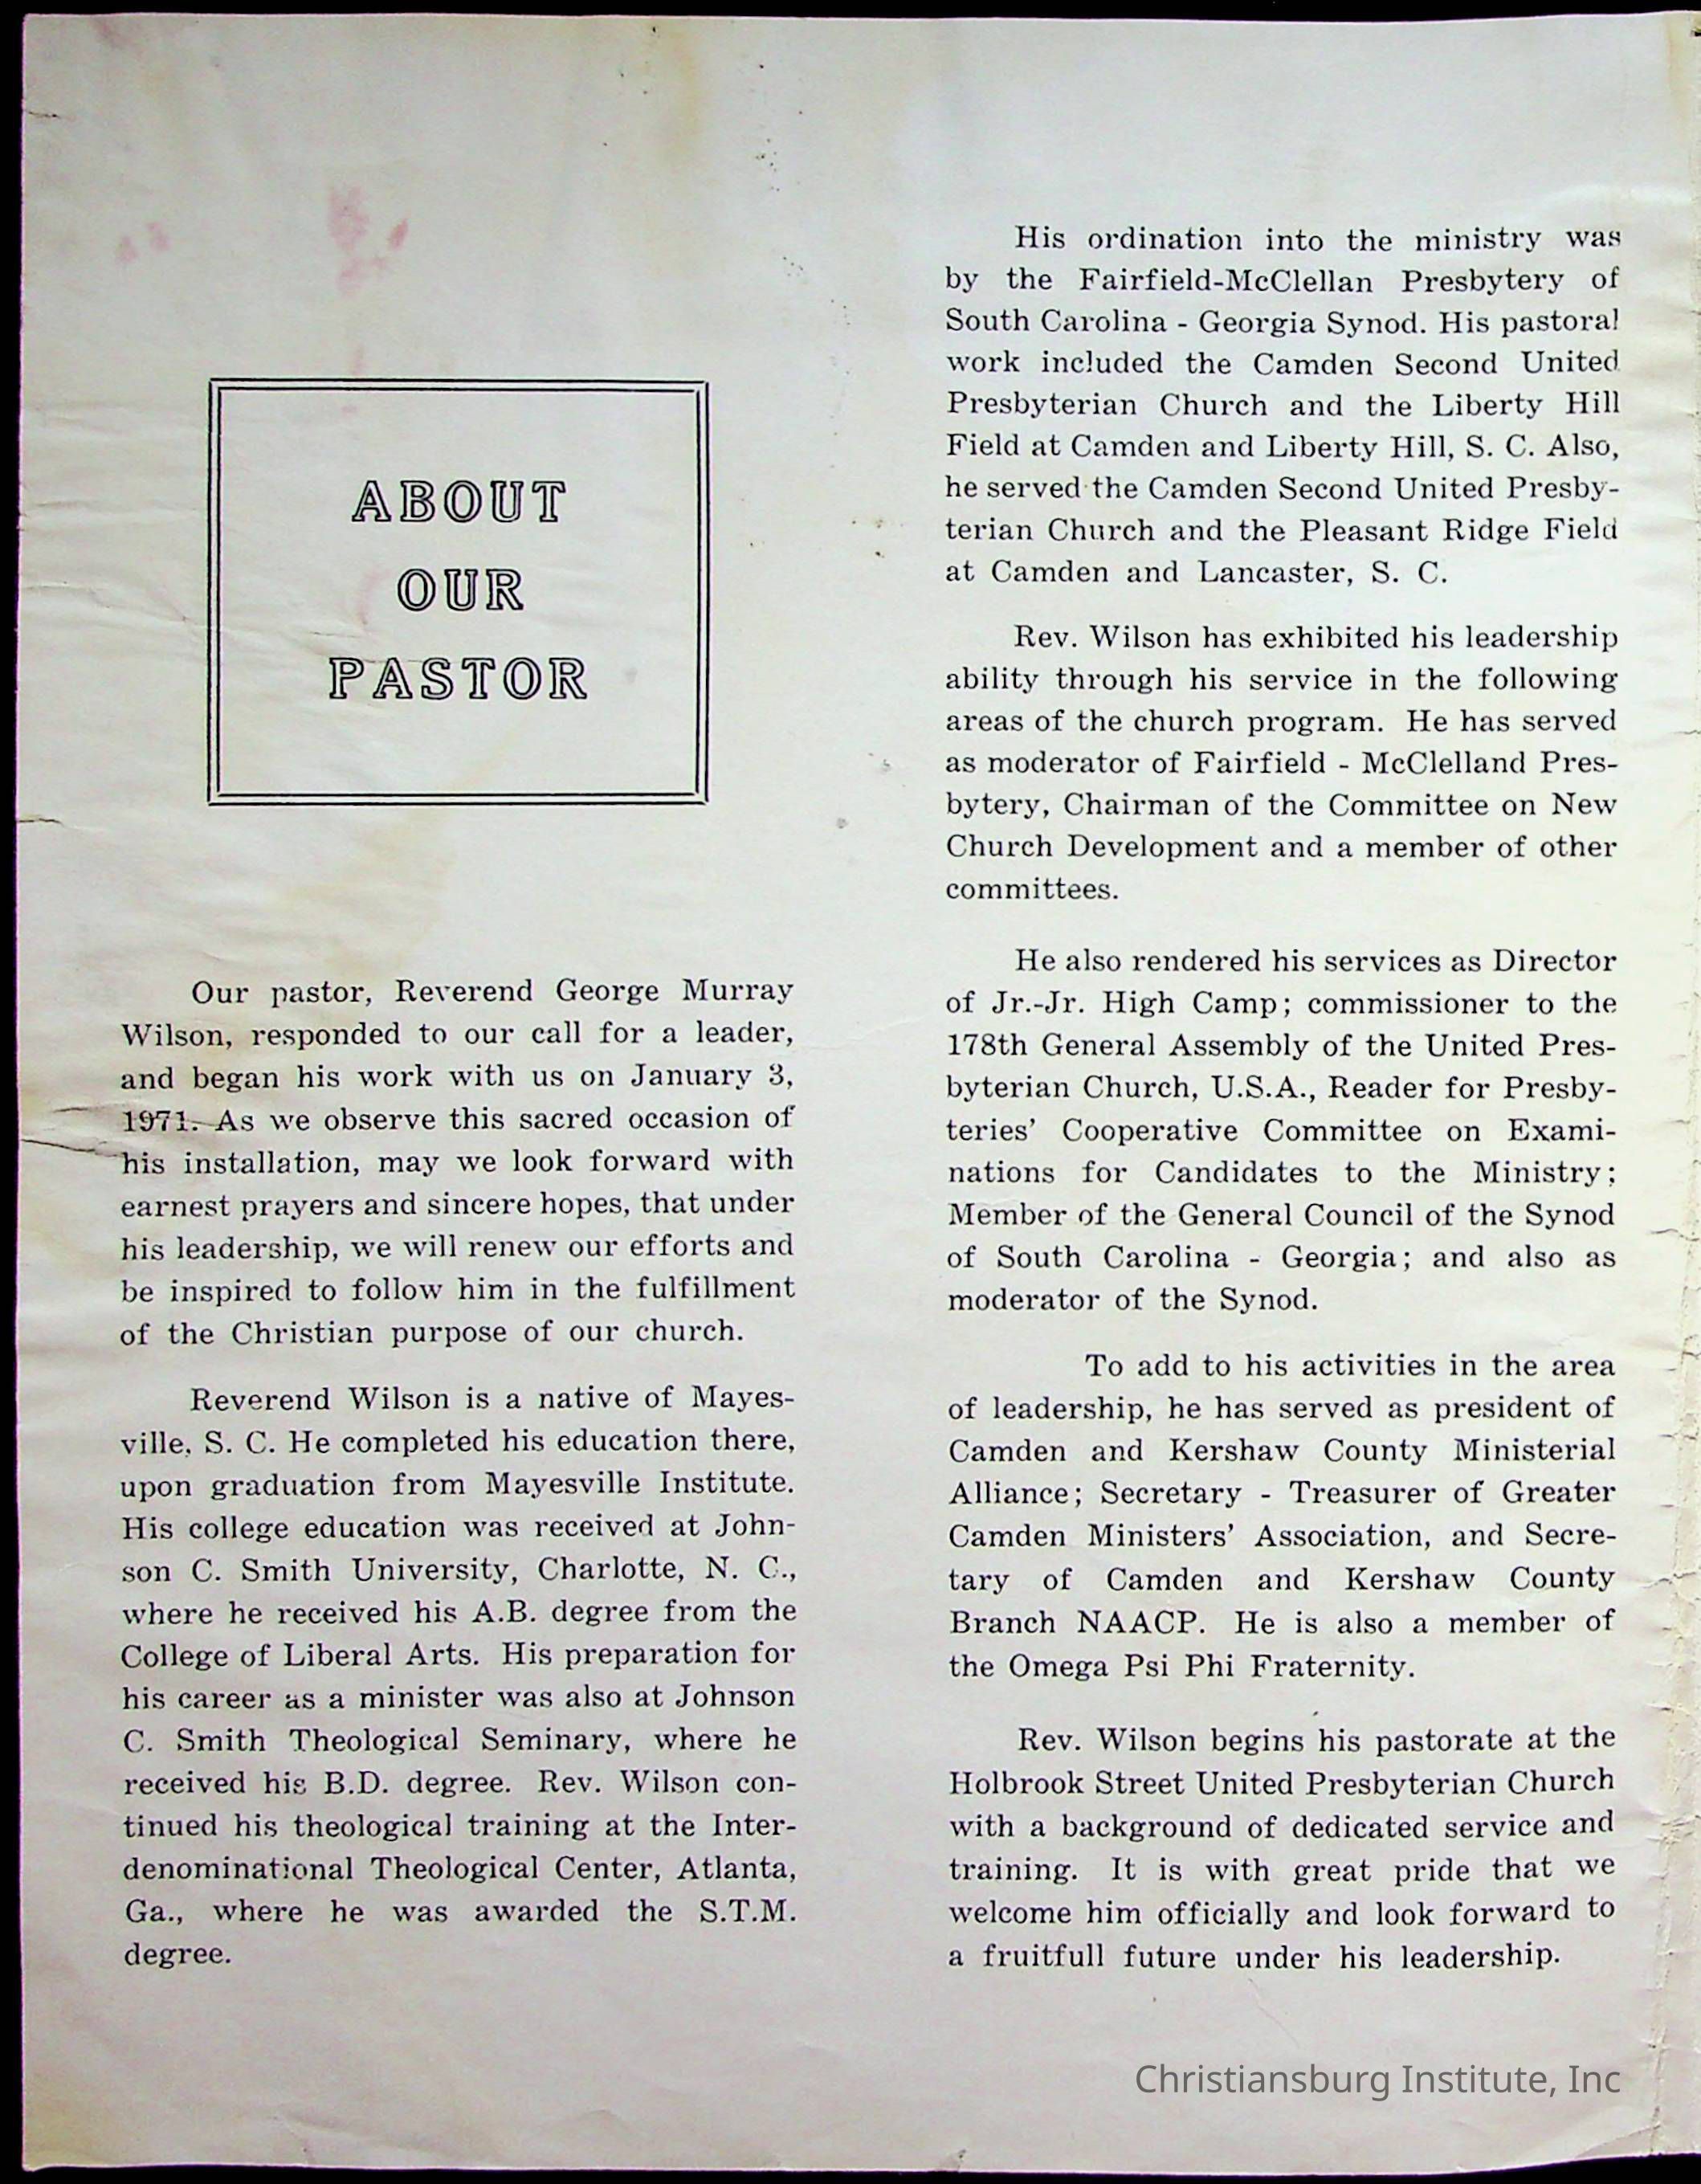 ABOUT
OUR
PASTOR
Our pastor, Reverend George Murray
Wilson, responded to our call for a leader,
and began his work with us on January 3,
1971. As we observe this sacred occasion of
his installation, may we look forward with
earnest prayers and sincere hopes, that under
his leadership, we will renew our efforts and
be inspired to follow him in the fulfillment
of the Christian purpose of our church.
Reverend Wilson is a native of Mayes-
ville, S. C. He completed his education there,
upon graduation from Mayesville Institute.
His college education was received at John-
son C. Smith University, Charlotte, N. C.,
where he received his A.B. degree from the
College of Liberal Arts. His preparation for
his career as a minister was also at Johnson
C. Smith Theological Seminary, where he
received his B.D. degree. Rev. Wilson con-
tinued his theological training at the Inter-
denominational Theological Center, Atlanta,
Ga., where he was awarded the S.T.M.
degree.
His ordination into the ministry was
by the Fairfield-McClellan Presbytery of
South Carolina - Georgia Synod. His pastoral
work included the Camden Second United
Presbyterian Church and the Liberty Hill
Field at Camden and Liberty Hill, S. C. Also,
he served the Camden Second United Presby-
terian Church and the Pleasant Ridge Field
at Camden and Lancaster, S. C.
Rev. Wilson has exhibited his leadership
ability through his service in the following
areas of the church program. He has served
as moderator of Fairfield - McClelland Pres-
bytery, Chairman of the Committee on New
Church Development and a member of other
committees.
He also rendered his services as Director
of Jr.-Jr. High Camp; commissioner to the
178th General Assembly of the United Pres-
byterian Church, U.S.A., Reader for Presby-
teries' Cooperative Committee on Exami-
nations for Candidates to the Ministry;
Member of the General Council of the Synod
of South Carolina - Georgia; and also as
moderator of the Synod.
To add to his activities in the area
of leadership, he has served as president of
Camden and Kershaw County Ministerial
Alliance; Secretary - Treasurer of Greater
Camden Ministers' Association, and Secre-
tary of Camden and Kershaw County
Branch NAACP. He is also a member of
the Omega Psi Phi Fraternity.
Rev. Wilson begins his pastorate at the
Holbrook Street United Presbyterian Church
with a background of dedicated service and
training. It is with great pride that we
welcome him officially and look forward to
a fruitfull future under his leadership.
Christiansburg Institute, Inc